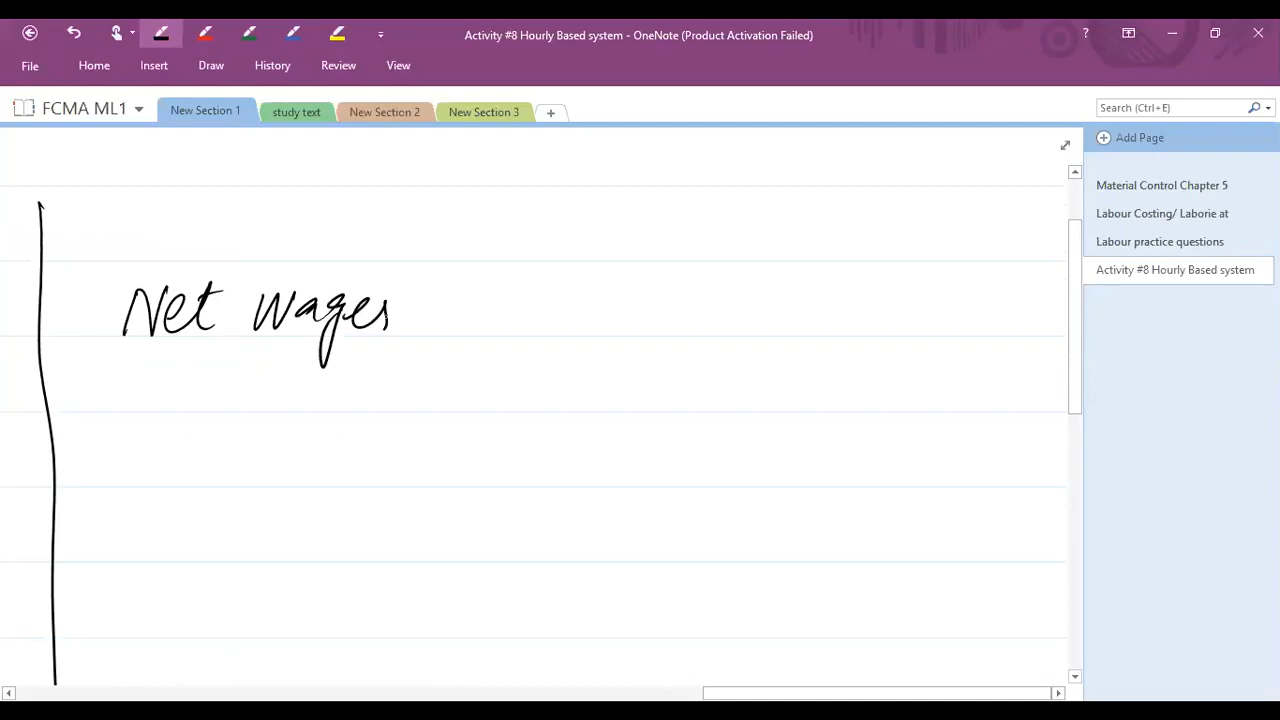 Activity #8 Hourly Based system - OneNote (Product Activation Failed)
?
File Home Insert Draw History Review View
FCMA ML1 New Section 1 study text New Section 2 New Section 3 +
Search (Ctrl+E)
Add Page
Material Control Chapter 5
Labour Costing/ Laborie at
Labour practice questions
Activity #8 Hourly Based system
Net wages